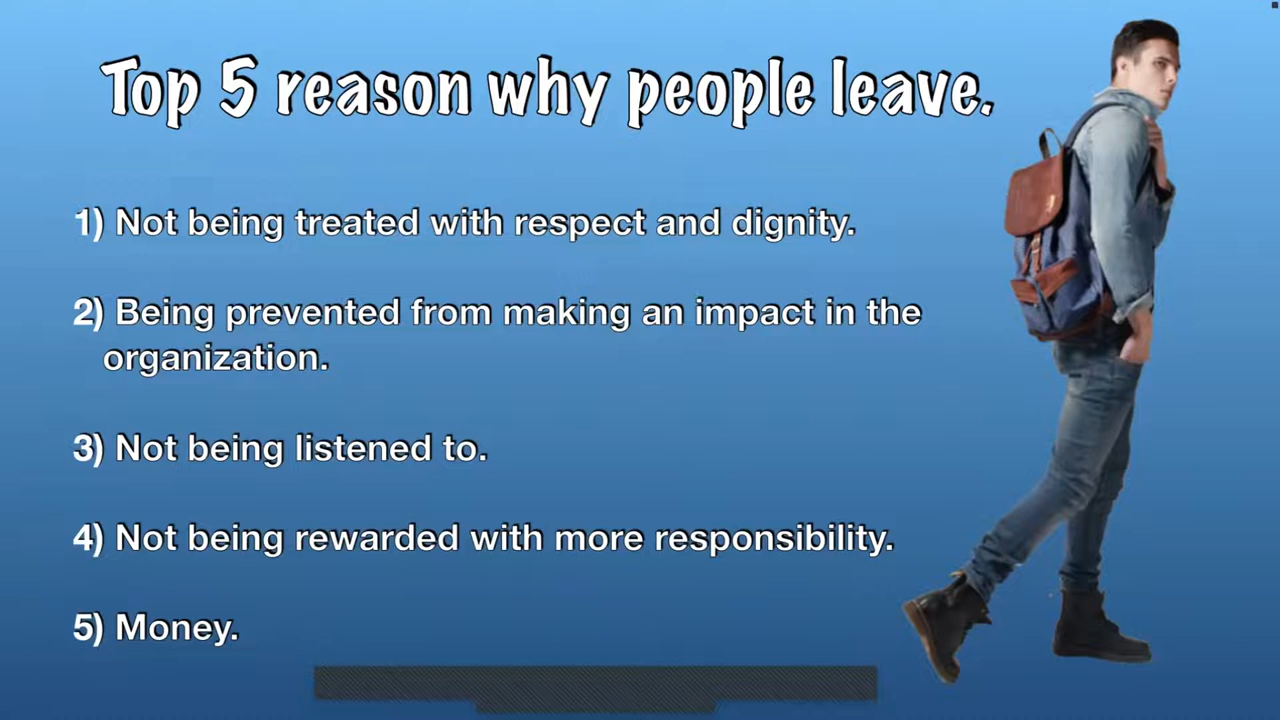 Top 5 reason why people leave.
1) Not being treated with respect and dignity.
2) Being prevented from making an impact in the
organization.
3) Not being listened to.
4) Not being rewarded with more responsibility.
5) Money.